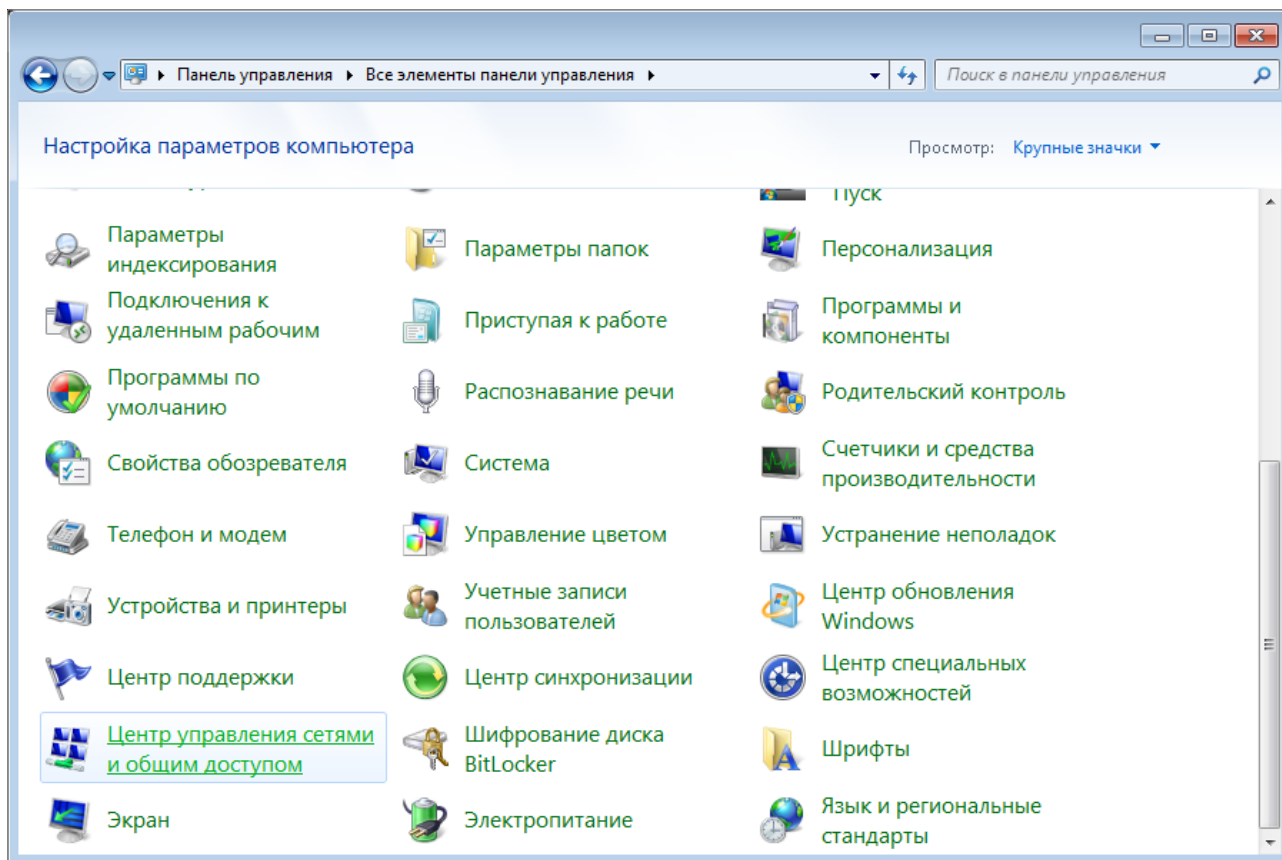 Панель управления ▸ Все элементы панели управления ▸
Поиск в панели управления
Настройка параметров компьютера
Просмотр: Крупные значки
Пуск
Параметры
индексирования
Параметры папок
Персонализация
Подключения к
удаленным рабочим
Приступая к работе
Программы и
компоненты
Программы по
умолчанию
Распознавание речи
Родительский контроль
Свойства обозревателя
Система
Счетчики и средства
производительности
Телефон и модем
Управление цветом
Устранение неполадок
Устройства и принтеры
Учетные записи
пользователей
Центр обновления
Windows
Центр поддержки
Центр синхронизации
Центр специальных
возможностей
Центр управления сетями
и общим доступом
Шифрование диска
BitLocker
Шрифты
Экран
Электропитание
Язык и региональные
стандарты